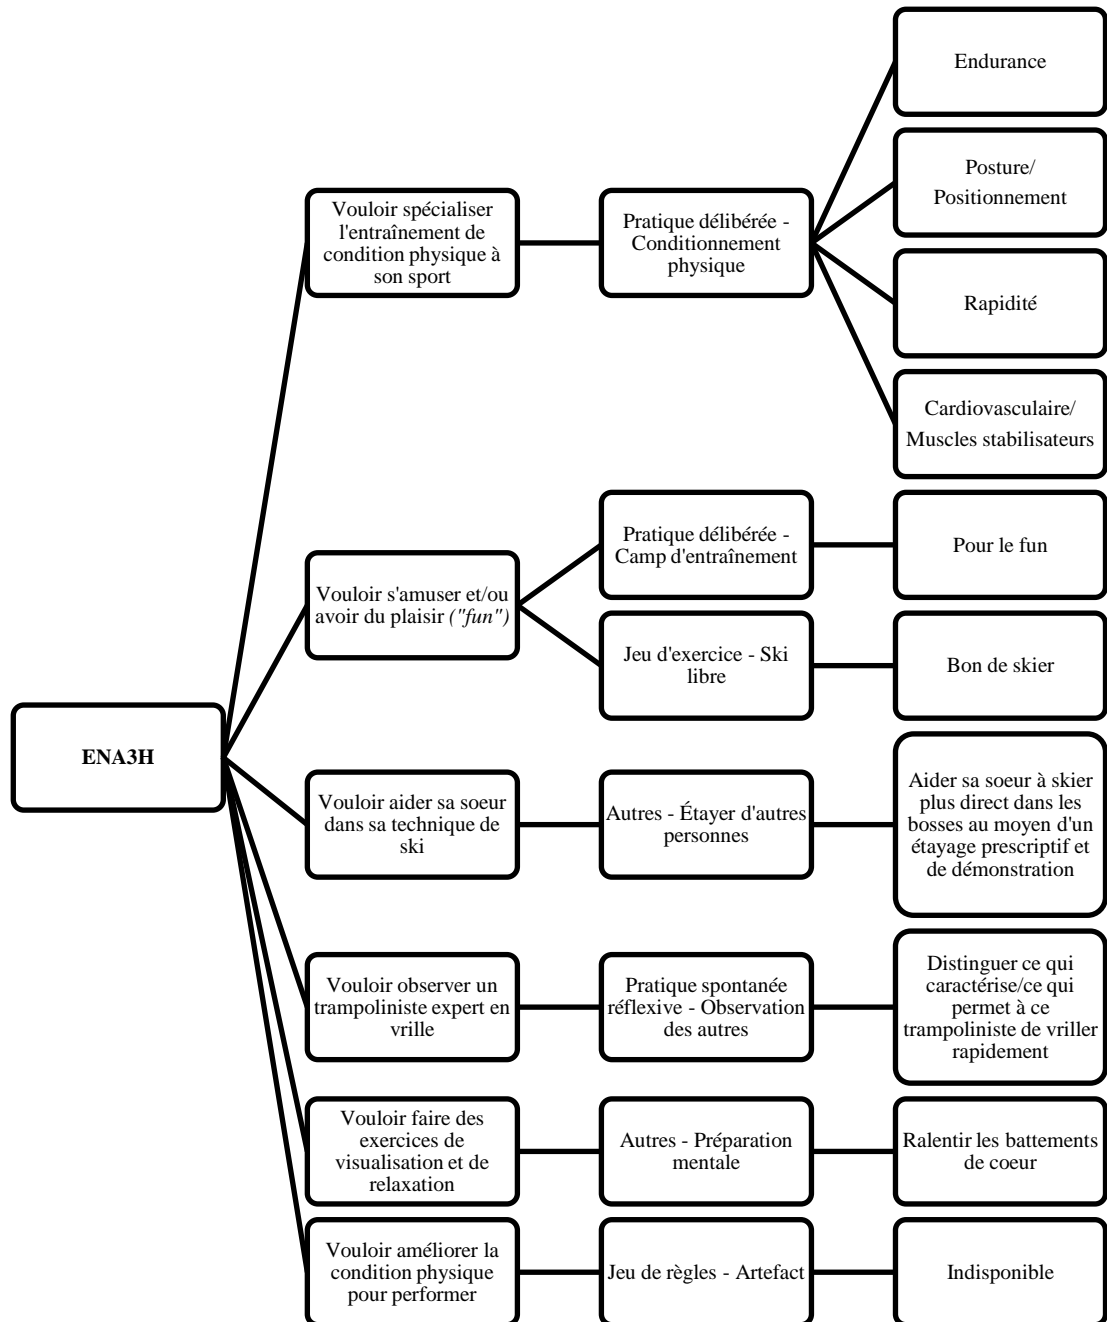 Endurance
Posture/
Positionnement
Vouloir spécialiser
l'entraînement de
condition physique à
son sport
Pratique délibérée -
Conditionnement
physique
Rapidité
Cardiovasculaire/
Muscles stabilisateurs
Vouloir s'amuser et/ou
avoir du plaisir ("fun")
Pratique délibérée -
Camp d'entraînement
Pour le fun
Jeu d'exercice - Ski
libre
Bon de skier
ENA3H
Vouloir aider sa soeur
dans sa technique de
ski
Autres - Étayer d'autres
personnes
Aider sa soeur à skier
plus direct dans les
bosses au moyen d'un
étayage prescriptif et
de démonstration
Vouloir observer un
trampoliniste expert en
vrille
Pratique spontanée
réflexive - Observation
des autres
Distinguer ce qui
caractérise/ce qui
permet à ce
trampoliniste de vriller
rapidement
Vouloir faire des
exercices de
visualisation et de
relaxation
Autres - Préparation
mentale
Ralentir les battements
de coeur
Vouloir améliorer la
condition physique
pour performer
Jeu de règles - Artefact
Indisponible